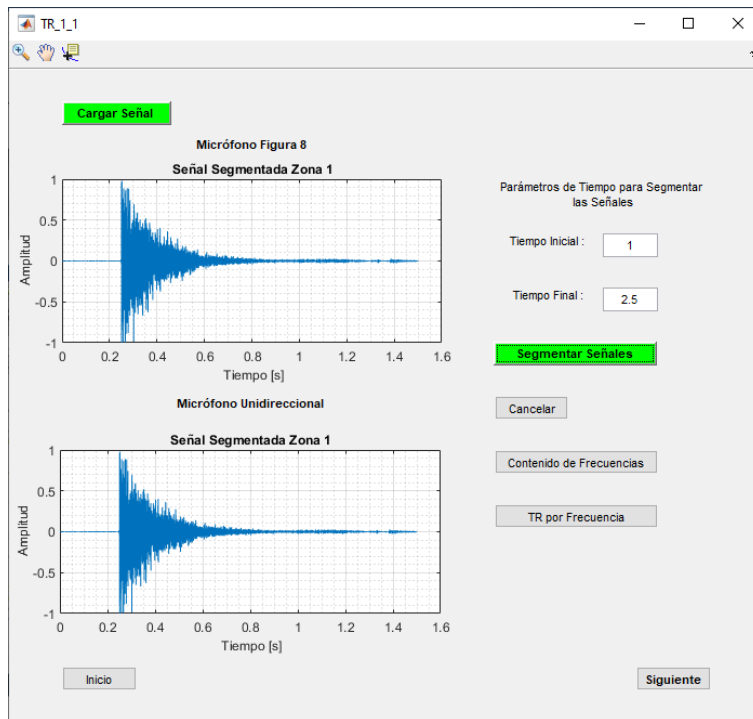 TR_1_1
Cargar Señal
Micrófono Figura 8
Señal Segmentada Zona 1
1
0.5
0
-0.5
-1
Amplitud
0 0.2 0.4 0.6 0.8 1 1.2 1.4 1.6
Tiempo [s]
Micrófono Unidireccional
Señal Segmentada Zona 1
1
0.5
0
-0.5
-1
Amplitud
0 0.2 0.4 0.6 0.8 1 1.2 1.4 1.6
Tiempo [s]
Inicio
Parámetros de Tiempo para Segmentar
las Señales
Tiempo Inicial : 1
Tiempo Final : 2.5
Segmentar Señales
Cancelar
Contenido de Frecuencias
TR por Frecuencia
Siguiente